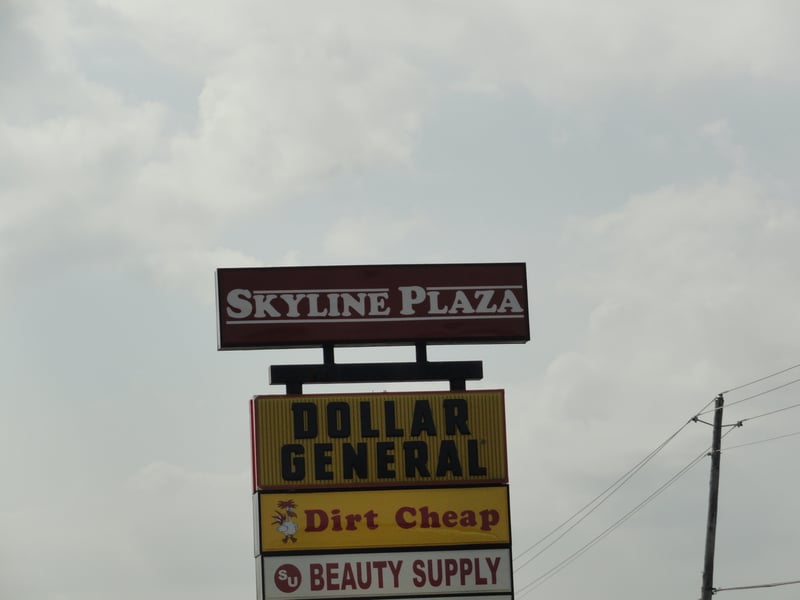 SKYLINE PLAZA
DOLLAR
GENERAL
Dirt Cheap
SU BEAUTY SUPPLY